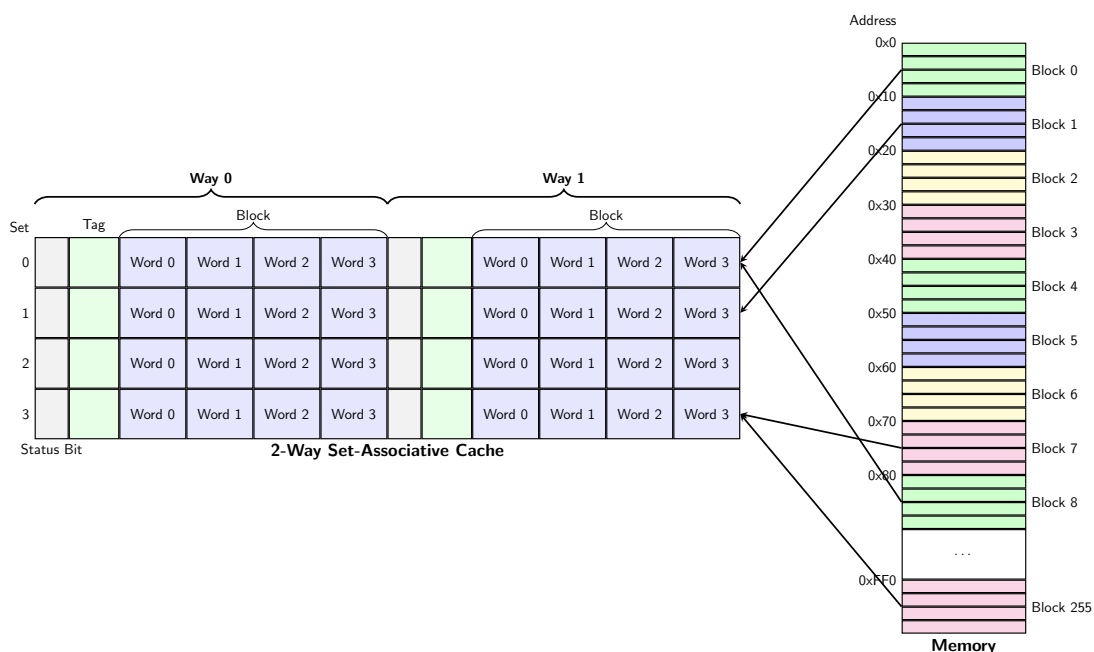 Address
0x0
Block 0
0x10
Block 1
0x20
Block 2
0x30
Block 3
0x40
Block 4
0x50
Block 5
0x60
Block 6
0x70
Block 7
0x80
Block 8
...
0xFF0
Block 255
Memory
Way 0 Way 1
Set Tag Block Block
0 Word 0 Word 1 Word 2 Word 3 Word 0 Word 1 Word 2 Word 3
1 Word 0 Word 1 Word 2 Word 3 Word 0 Word 1 Word 2 Word 3
2 Word 0 Word 1 Word 2 Word 3 Word 0 Word 1 Word 2 Word 3
3 Word 0 Word 1 Word 2 Word 3 Word 0 Word 1 Word 2 Word 3
Status Bit
2-Way Set-Associative Cache